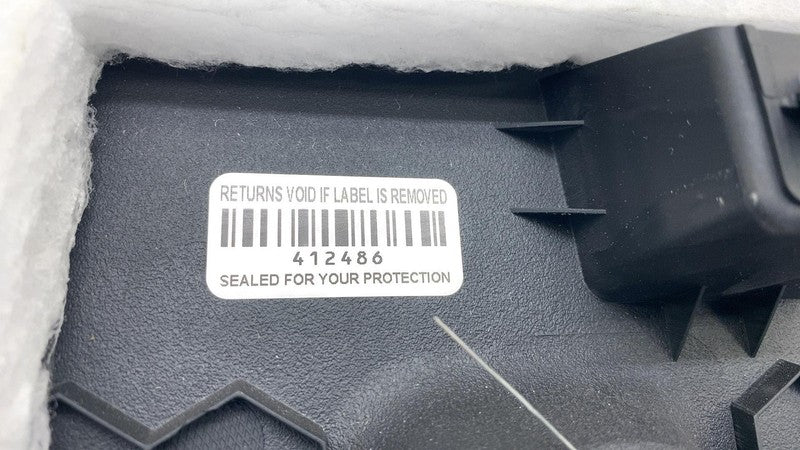 RETURNS VOID IF LABEL IS REMOVED
412486
SEALED FOR YOUR PROTECTION